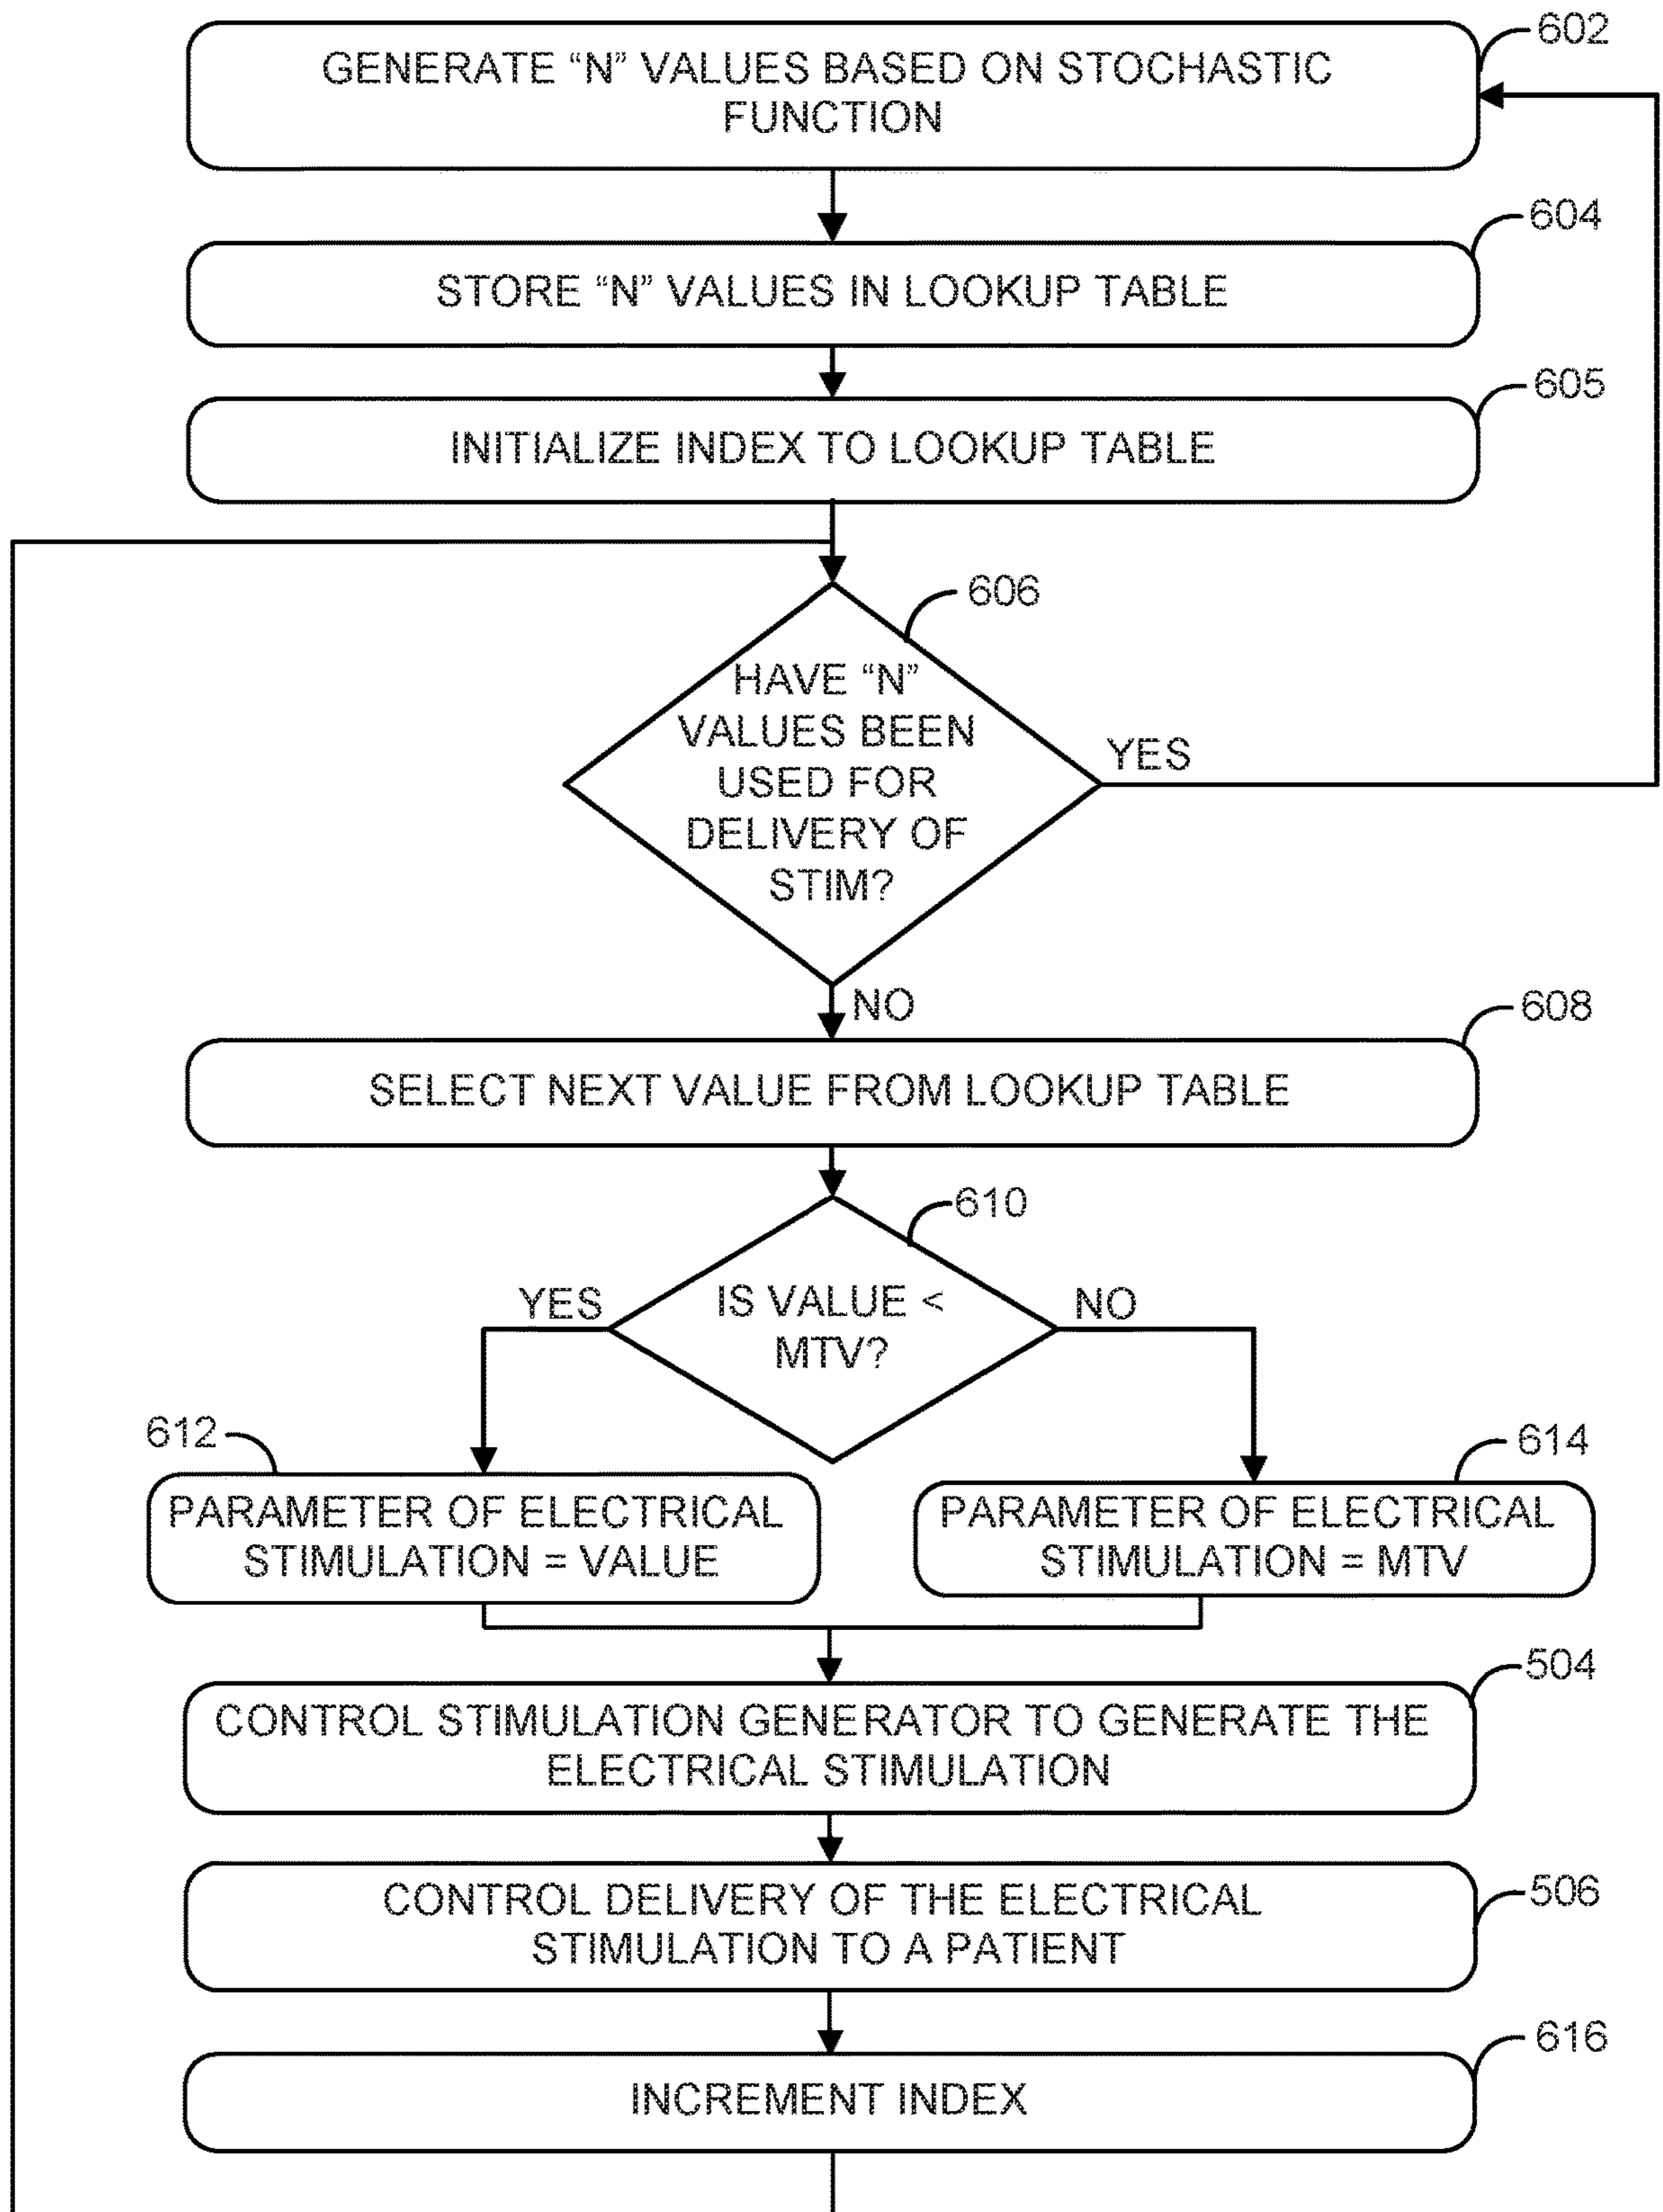 602
GENERATE “N” VALUES BASED ON STOCHASTIC
FUNCTION
604
STORE “N” VALUES IN LOOKUP TABLE
605
INITIALIZE INDEX TO LOOKUP TABLE
606
HAVE “N”
VALUES BEEN
USED FOR
DELIVERY OF
STIM?
YES
NO
608
SELECT NEXT VALUE FROM LOOKUP TABLE
610
IS VALUE <
MTV?
YES
NO
612
PARAMETER OF ELECTRICAL
STIMULATION = VALUE
614
PARAMETER OF ELECTRICAL
STIMULATION = MTV
504
CONTROL STIMULATION GENERATOR TO GENERATE THE
ELECTRICAL STIMULATION
506
CONTROL DELIVERY OF THE ELECTRICAL
STIMULATION TO A PATIENT
616
INCREMENT INDEX